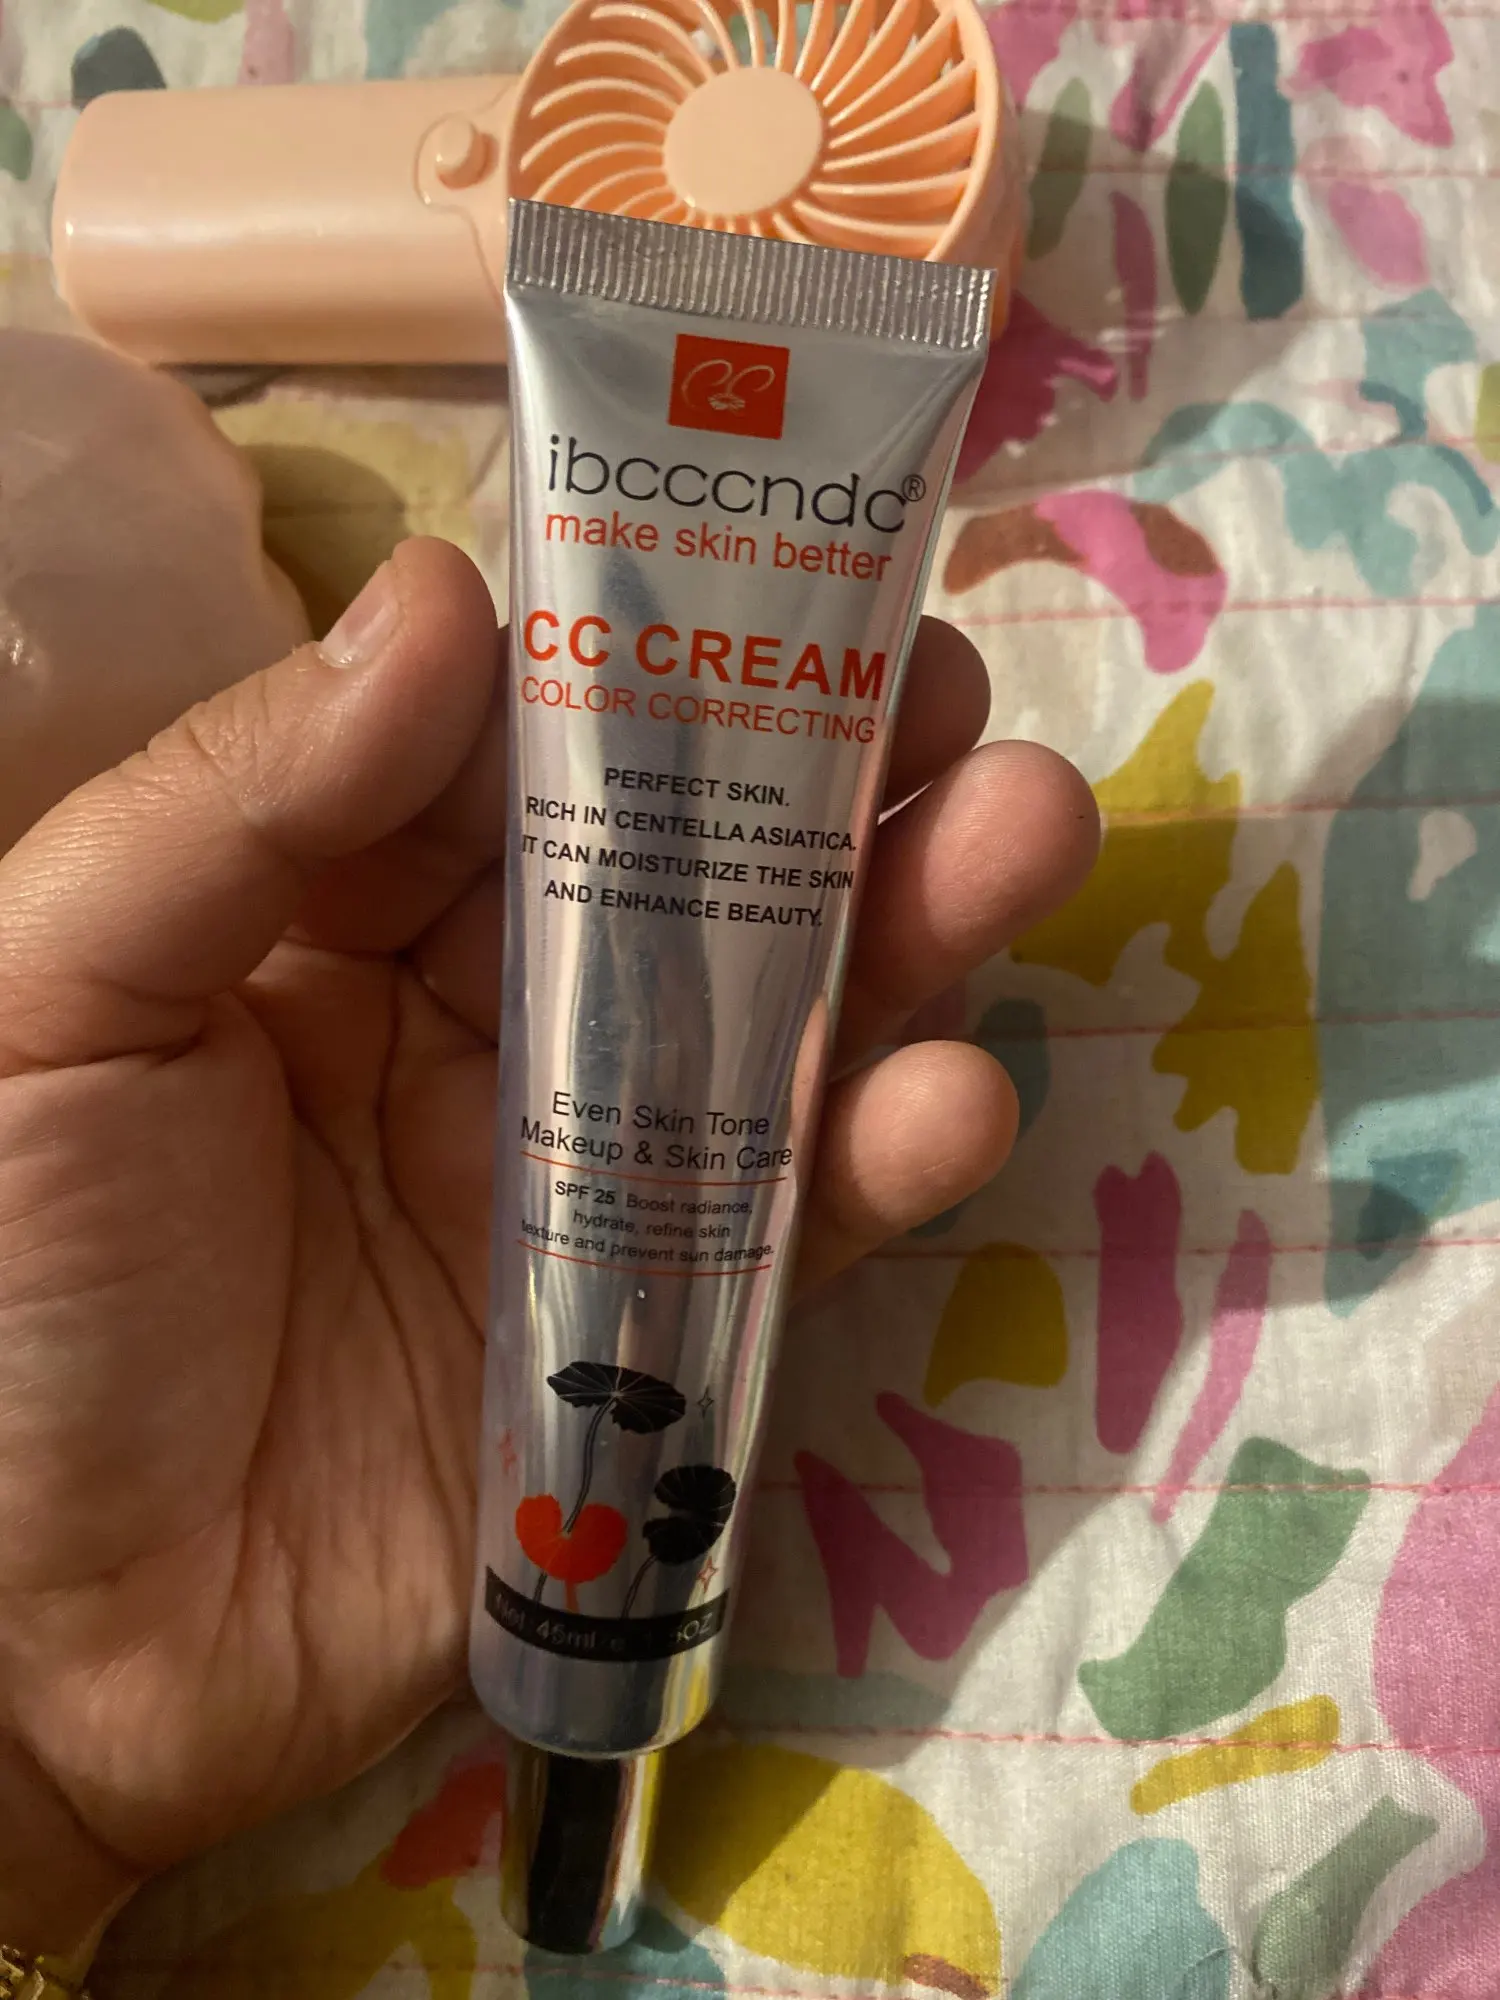 CC
ibcccndc®
make skin better
CC CREAM
COLOR CORRECTING
PERFECT SKIN.
RICH IN CENTELLA ASIATICA.
IT CAN MOISTURIZE THE SKIN
AND ENHANCE BEAUTY.
Even Skin Tone
Makeup & Skin Care
SPF 25 Boost radiance,
hydrate, refine skin
texture and prevent sun damage.
Net 45ml e